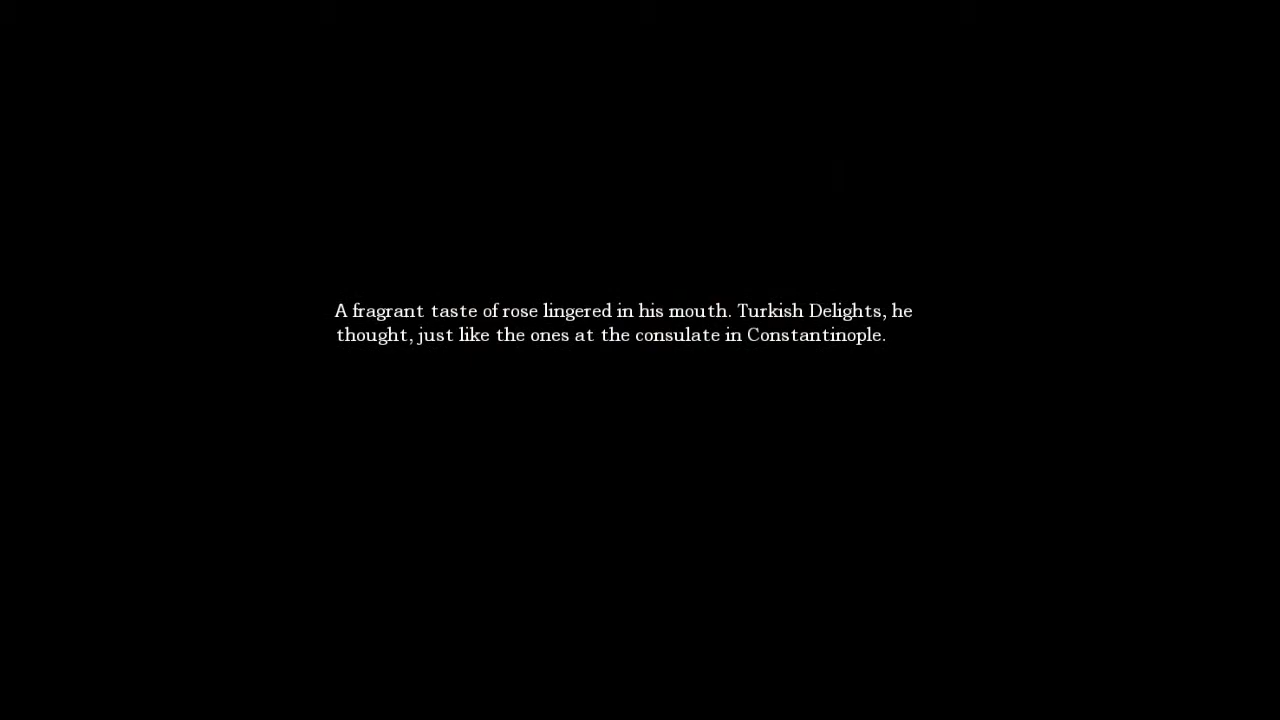 A fragrant taste of rose lingered in his mouth. Turkish Delights, he
thought, just like the ones at the consulate in Constantinople.